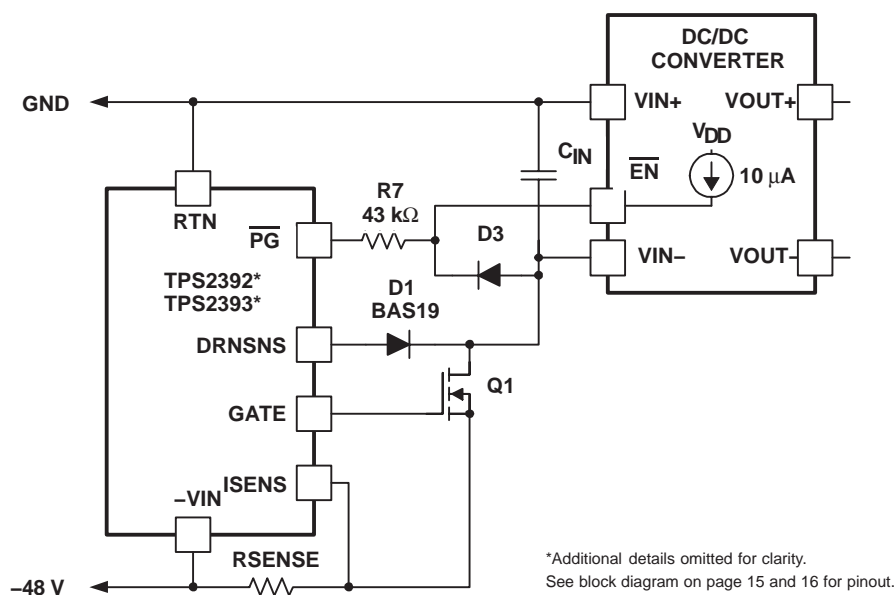 DC/DC
CONVERTER
GND
VIN+
VOUT+
VDD
CIN
EN
10 μA
R7
43 kΩ
RTN
PG
D3
VIN–
VOUT–
TPS2392*
TPS2393*
D1
BAS19
DRNSNS
Q1
GATE
ISENS
–VIN
RSENSE
–48 V
*Additional details omitted for clarity.
See block diagram on page 15 and 16 for pinout.